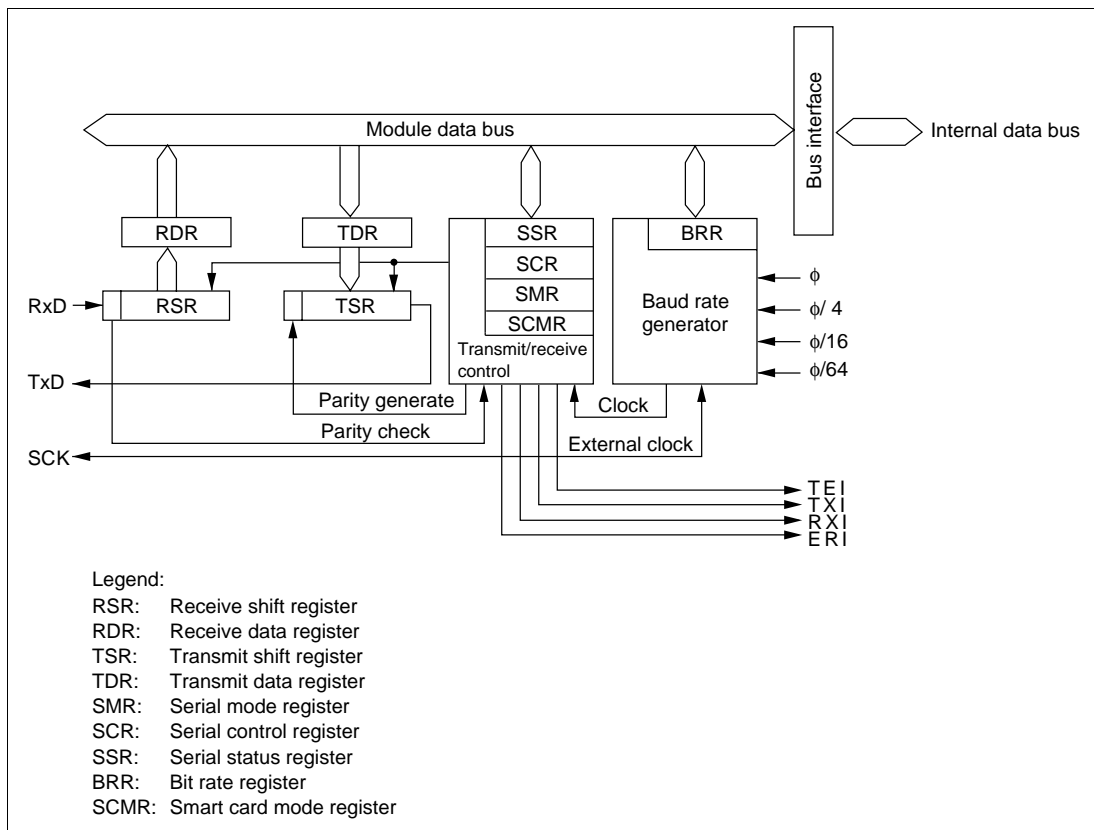 Bus interface
Module data bus
Internal data bus
RDR
TDR
SSR
BRR
SCR
RxD
RSR
TSR
SMR
SCMR
Baud rate
generator
φ
φ/ 4
φ/16
φ/64
Transmit/receive
control
TxD
Parity generate
Clock
Parity check
External clock
SCK
TEI
TXI
RXI
ERI
Legend:
RSR: Receive shift register
RDR: Receive data register
TSR: Transmit shift register
TDR: Transmit data register
SMR: Serial mode register
SCR: Serial control register
SSR: Serial status register
BRR: Bit rate register
SCMR: Smart card mode register